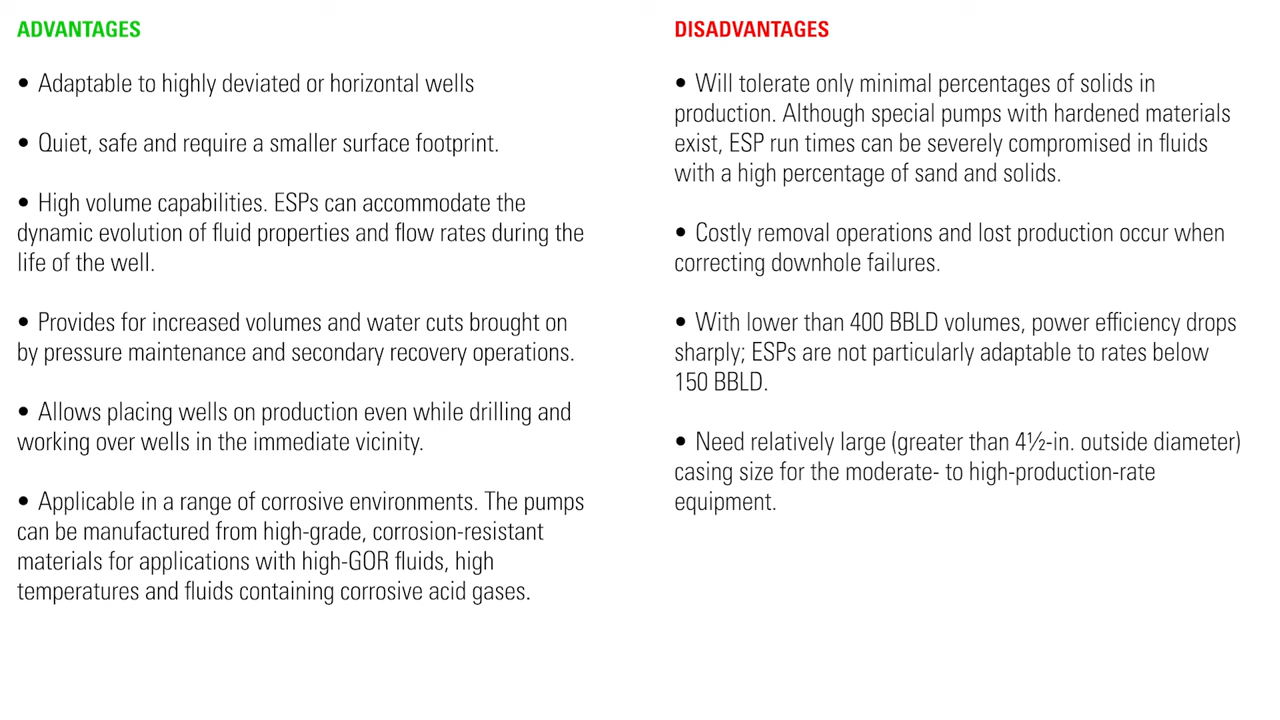 ADVANTAGES
• Adaptable to highly deviated or horizontal wells
• Quiet, safe and require a smaller surface footprint.
• High volume capabilities. ESPs can accommodate the
dynamic evolution of fluid properties and flow rates during the
life of the well.
• Provides for increased volumes and water cuts brought on
by pressure maintenance and secondary recovery operations.
• Allows placing wells on production even while drilling and
working over wells in the immediate vicinity.
• Applicable in a range of corrosive environments. The pumps
can be manufactured from high-grade, corrosion-resistant
materials for applications with high-GOR fluids, high
temperatures and fluids containing corrosive acid gases.
DISADVANTAGES
• Will tolerate only minimal percentages of solids in
production. Although special pumps with hardened materials
exist, ESP run times can be severely compromised in fluids
with a high percentage of sand and solids.
• Costly removal operations and lost production occur when
correcting downhole failures.
• With lower than 400 BBLD volumes, power efficiency drops
sharply; ESPs are not particularly adaptable to rates below
150 BBLD.
• Need relatively large (greater than 4½-in. outside diameter)
casing size for the moderate- to high-production-rate
equipment.